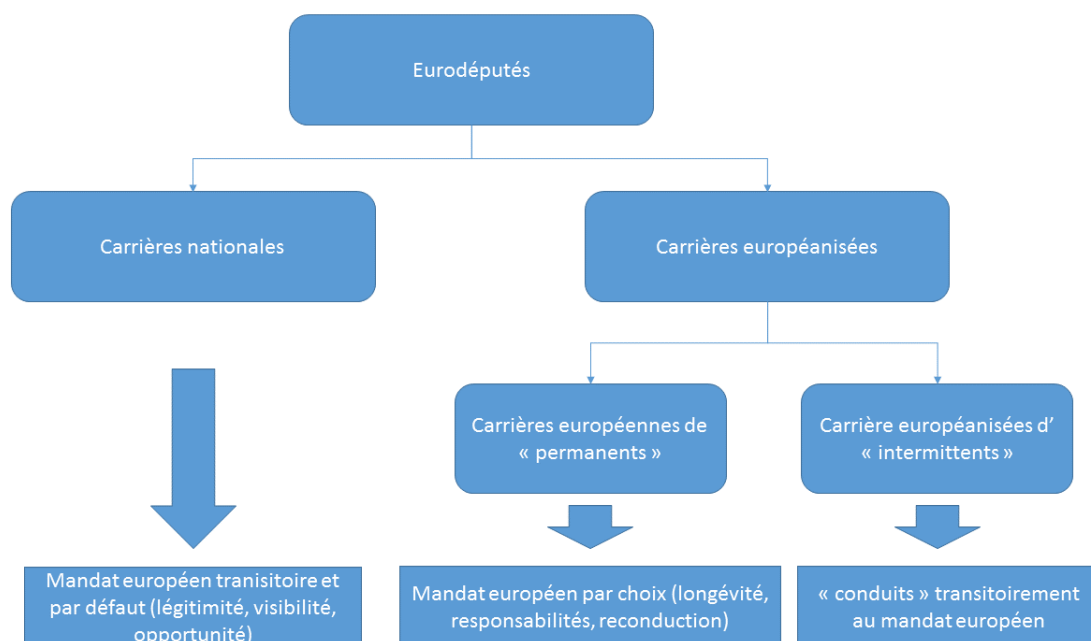 Eurodéputés
Carrières nationales
Carrières européanisées
Carrières européennes de
« permanents »
Carrière européanisées d’
« intermittents »
Mandat européen tranisitoire et
par défaut (légitimité, visibilité,
opportunité)
Mandat européen par choix (longévité,
responsabilités, reconduction)
« conduits » transitoirement
au mandat européen